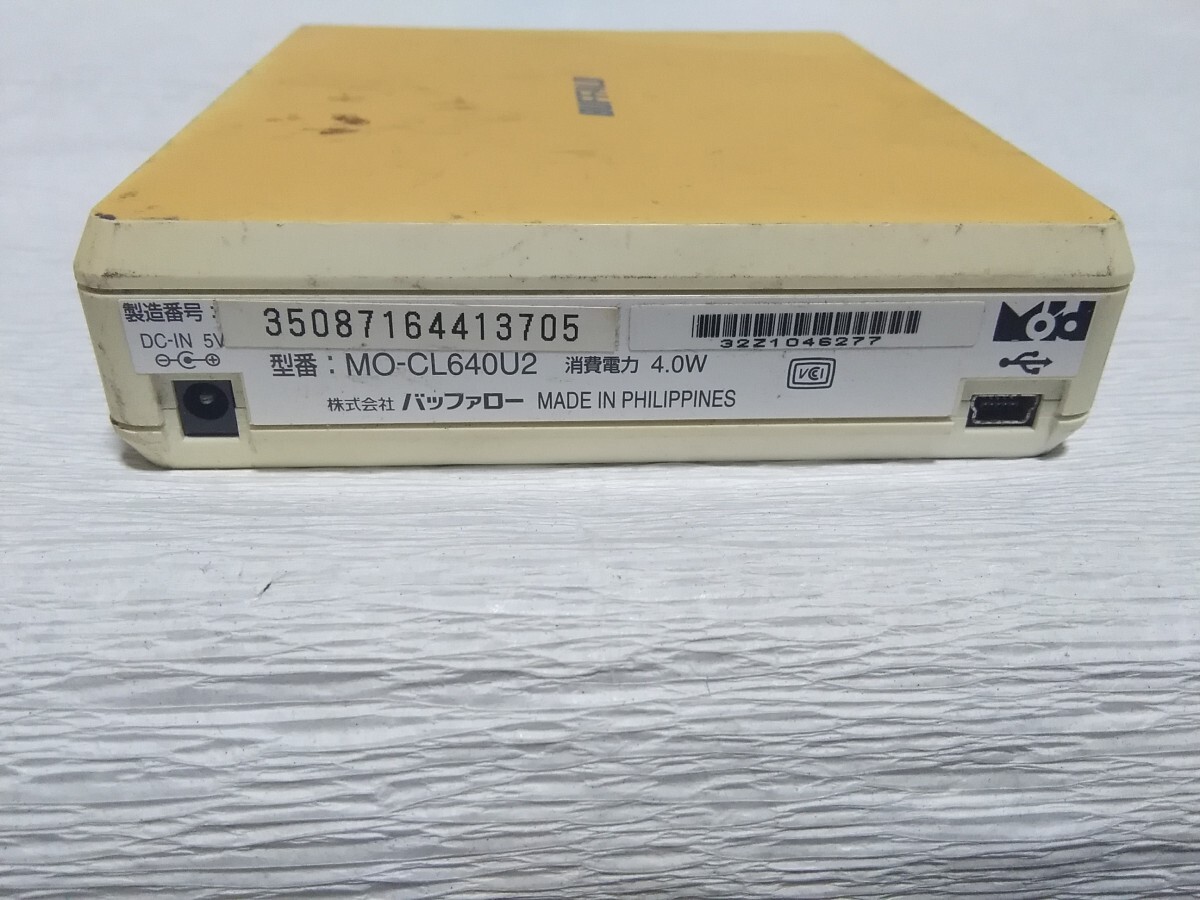 製造番号:
35087164413705
32Z1046277
DC-IN 5V
型番：MO-CL640U2 消費電力 4.0W
VCI
株式会社 バッファロー MADE IN PHILIPPINES